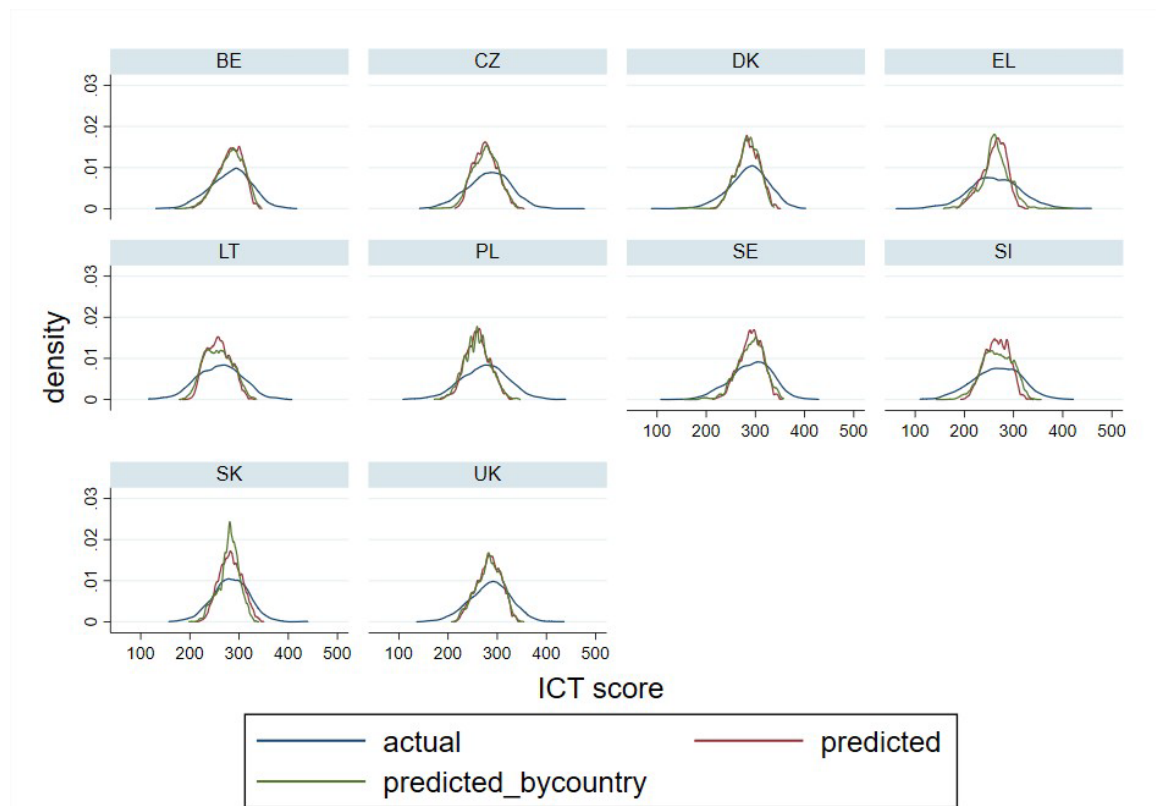 BE CZ DK EL
.03
.02
.01
0
LT PL SE SI
.03
.02
.01
0
100 200 300 400 500 100 200 300 400 500
SK UK
.03
.02
.01
0
100 200 300 400 500 100 200 300 400 500
density
ICT score
actual predicted
predicted_bycountry